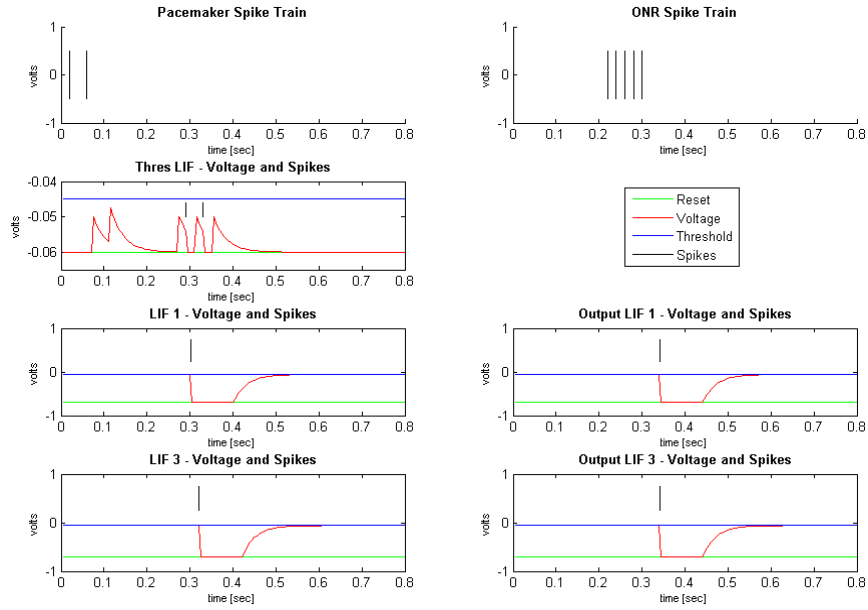 Pacemaker Spike Train
1
0
-1
volts
0 0.1 0.2 0.3 0.4 0.5 0.6 0.7 0.8
time [sec]
ONR Spike Train
1
0
-1
volts
0 0.1 0.2 0.3 0.4 0.5 0.6 0.7 0.8
time [sec]
Thres LIF - Voltage and Spikes
-0.04
-0.05
-0.06
volts
0 0.1 0.2 0.3 0.4 0.5 0.6 0.7 0.8
time [sec]
Reset
Voltage
Threshold
Spikes
LIF 1 - Voltage and Spikes
1
0
-1
volts
0 0.1 0.2 0.3 0.4 0.5 0.6 0.7 0.8
time [sec]
Output LIF 1 - Voltage and Spikes
1
0
-1
volts
0 0.1 0.2 0.3 0.4 0.5 0.6 0.7 0.8
time [sec]
LIF 3 - Voltage and Spikes
1
0
-1
volts
0 0.1 0.2 0.3 0.4 0.5 0.6 0.7 0.8
time [sec]
Output LIF 3 - Voltage and Spikes
1
0
-1
volts
0 0.1 0.2 0.3 0.4 0.5 0.6 0.7 0.8
time [sec]